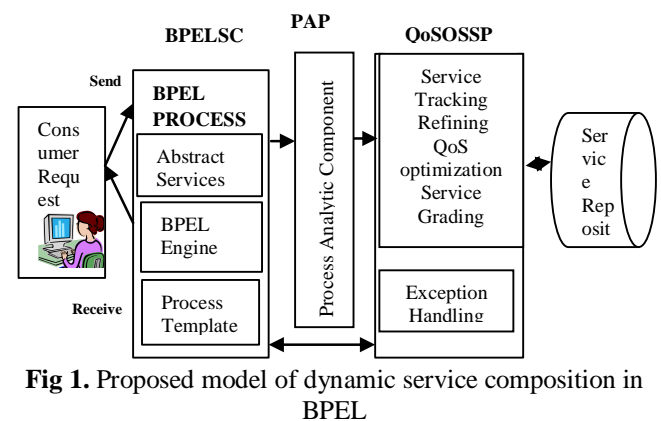 PAP
BPELSC
QoSOSSP
Send
Cons
umer
Requ
est
Receive
BPEL
PROCESS
Abstract
Services
BPEL
Engine
Process
Template
Process Analytic Component
Service
Tracking
Refining
QoS
optimization
Service
Grading
Exception
Handling
Ser
vic
e
Rep
osit
Fig 1. Proposed model of dynamic service composition in
BPEL